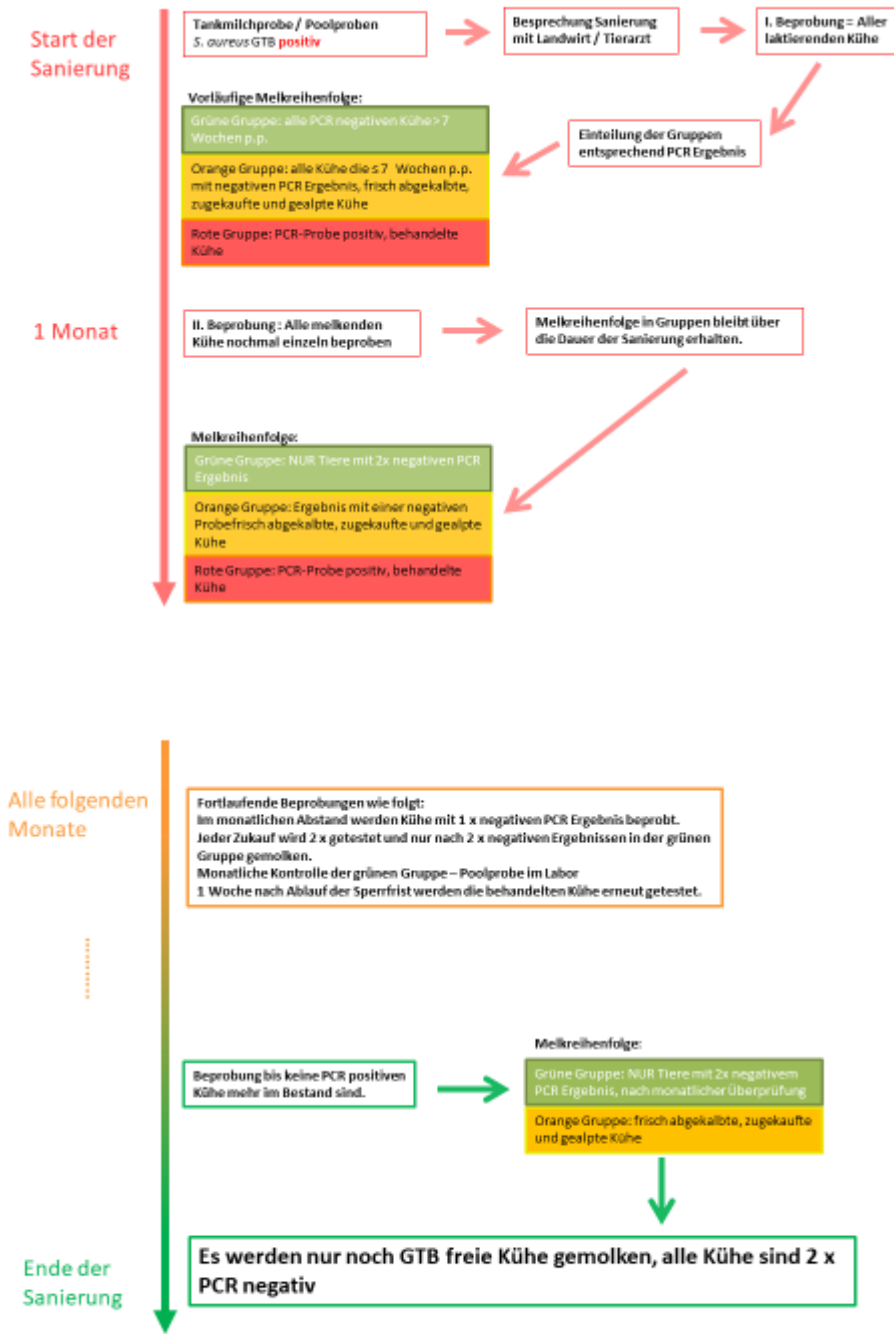 Start der
Sanierung
Tankmilchprobe / Poolproben
S. aureus GTB positiv
Besprechung Sanierung
mit Landwirt / Tierarzt
I. Beprobung = Aller
laktierenden Kühe
Vorläufige Melkreihenfolge:
Grüne Gruppe: alle PCR negativen Kühe > 7
Wochen p.p.
Orange Gruppe: alle Kühe die ≤ 7 Wochen p.p.
mit negativen PCR Ergebnis, frisch abgekalbte,
zugekaufte und gealpte Kühe
Rote Gruppe: PCR-Probe positiv, behandelte
Kühe
Einteilung der Gruppen
entsprechend PCR Ergebnis
1 Monat
II. Beprobung : Alle melkenden
Kühe nochmal einzeln beproben
Melkreihenfolge in Gruppen bleibt über
die Dauer der Sanierung erhalten.
Melkreihenfolge:
Grüne Gruppe: NUR Tiere mit 2x negativen PCR
Ergebnis
Orange Gruppe: Ergebnis mit einer negativen
Probefrisch abgekalbte, zugekaufte und gealpte
Kühe
Rote Gruppe: PCR-Probe positiv, behandelte
Kühe
Alle folgenden
Monate
Fortlaufende Beprobungen wie folgt:
Im monatlichen Abstand werden Kühe mit 1 x negativen PCR Ergebnis beprobt.
Jeder Zukauf wird 2 x getestet und nur nach 2 x negativen Ergebnissen in der grünen
Gruppe gemolken.
Monatliche Kontrolle der grünen Gruppe – Poolprobe im Labor
1 Woche nach Ablauf der Sperrfrist werden die behandelten Kühe erneut getestet.
Beprobung bis keine PCR positiven
Kühe mehr im Bestand sind.
Melkreihenfolge:
Grüne Gruppe: NUR Tiere mit 2x negativem
PCR Ergebnis, nach monatlicher Überprüfung
Orange Gruppe: frisch abgekalbte, zugekaufte
und gealpte Kühe
Ende der
Sanierung
Es werden nur noch GTB freie Kühe gemolken, alle Kühe sind 2 x
PCR negativ